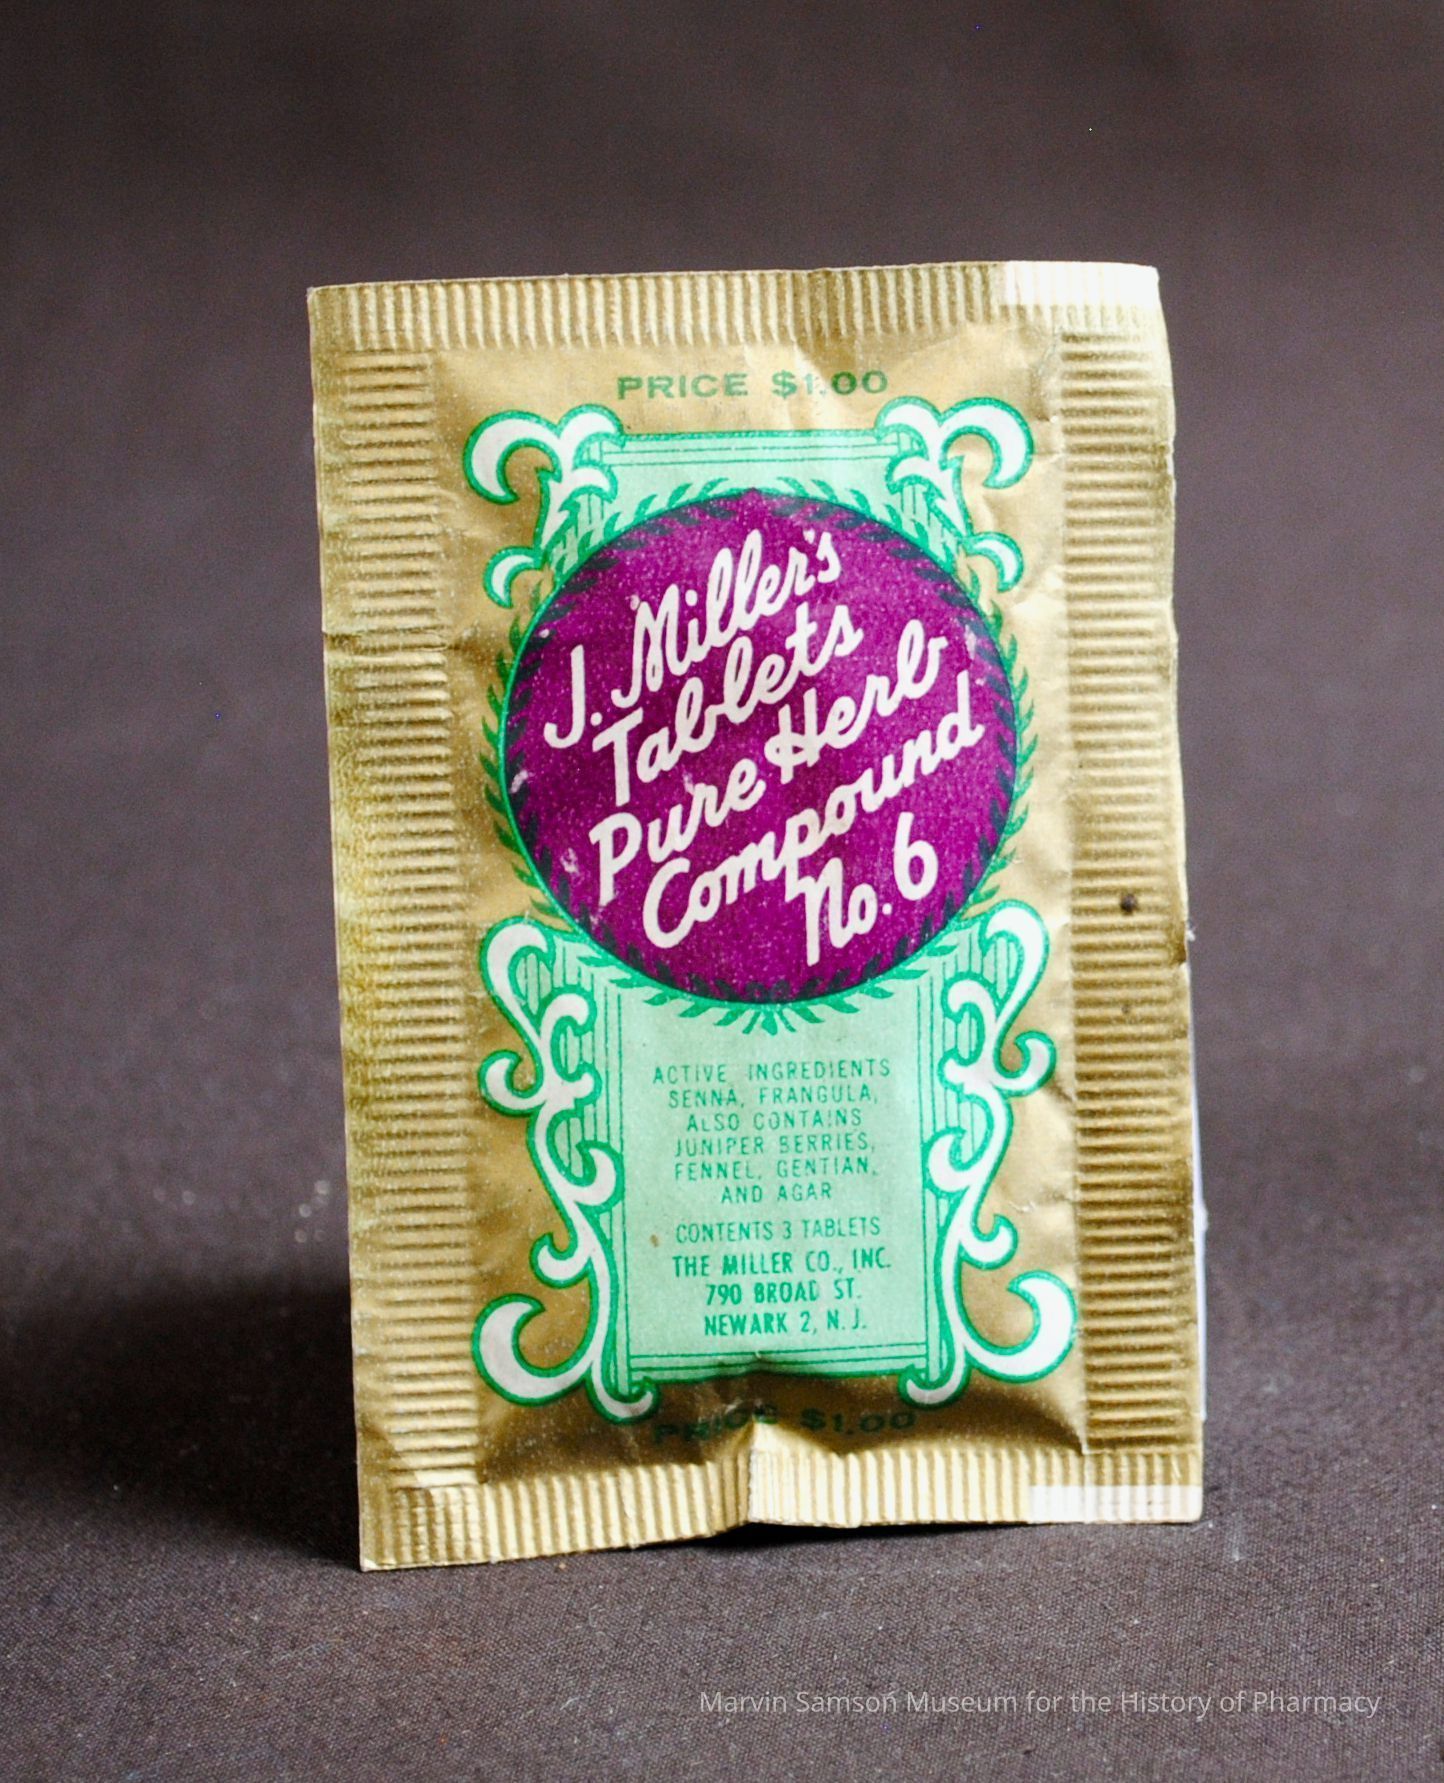 PRICE $1.00
J. Miller's
Tablets
Pure Herb
Compound
No. 6
ACTIVE INGREDIENTS
SENNA, FRANGULA,
ALSO CONTAINS
JUNIPER BERRIES,
FENNEL, GENTIAN,
AND AGAR
CONTENTS 3 TABLETS
THE MILLER CO., INC.
790 BROAD ST.
NEWARK 2, N. J.
PRICE $1.00
Marvin Samson Museum for the History of Pharmacy